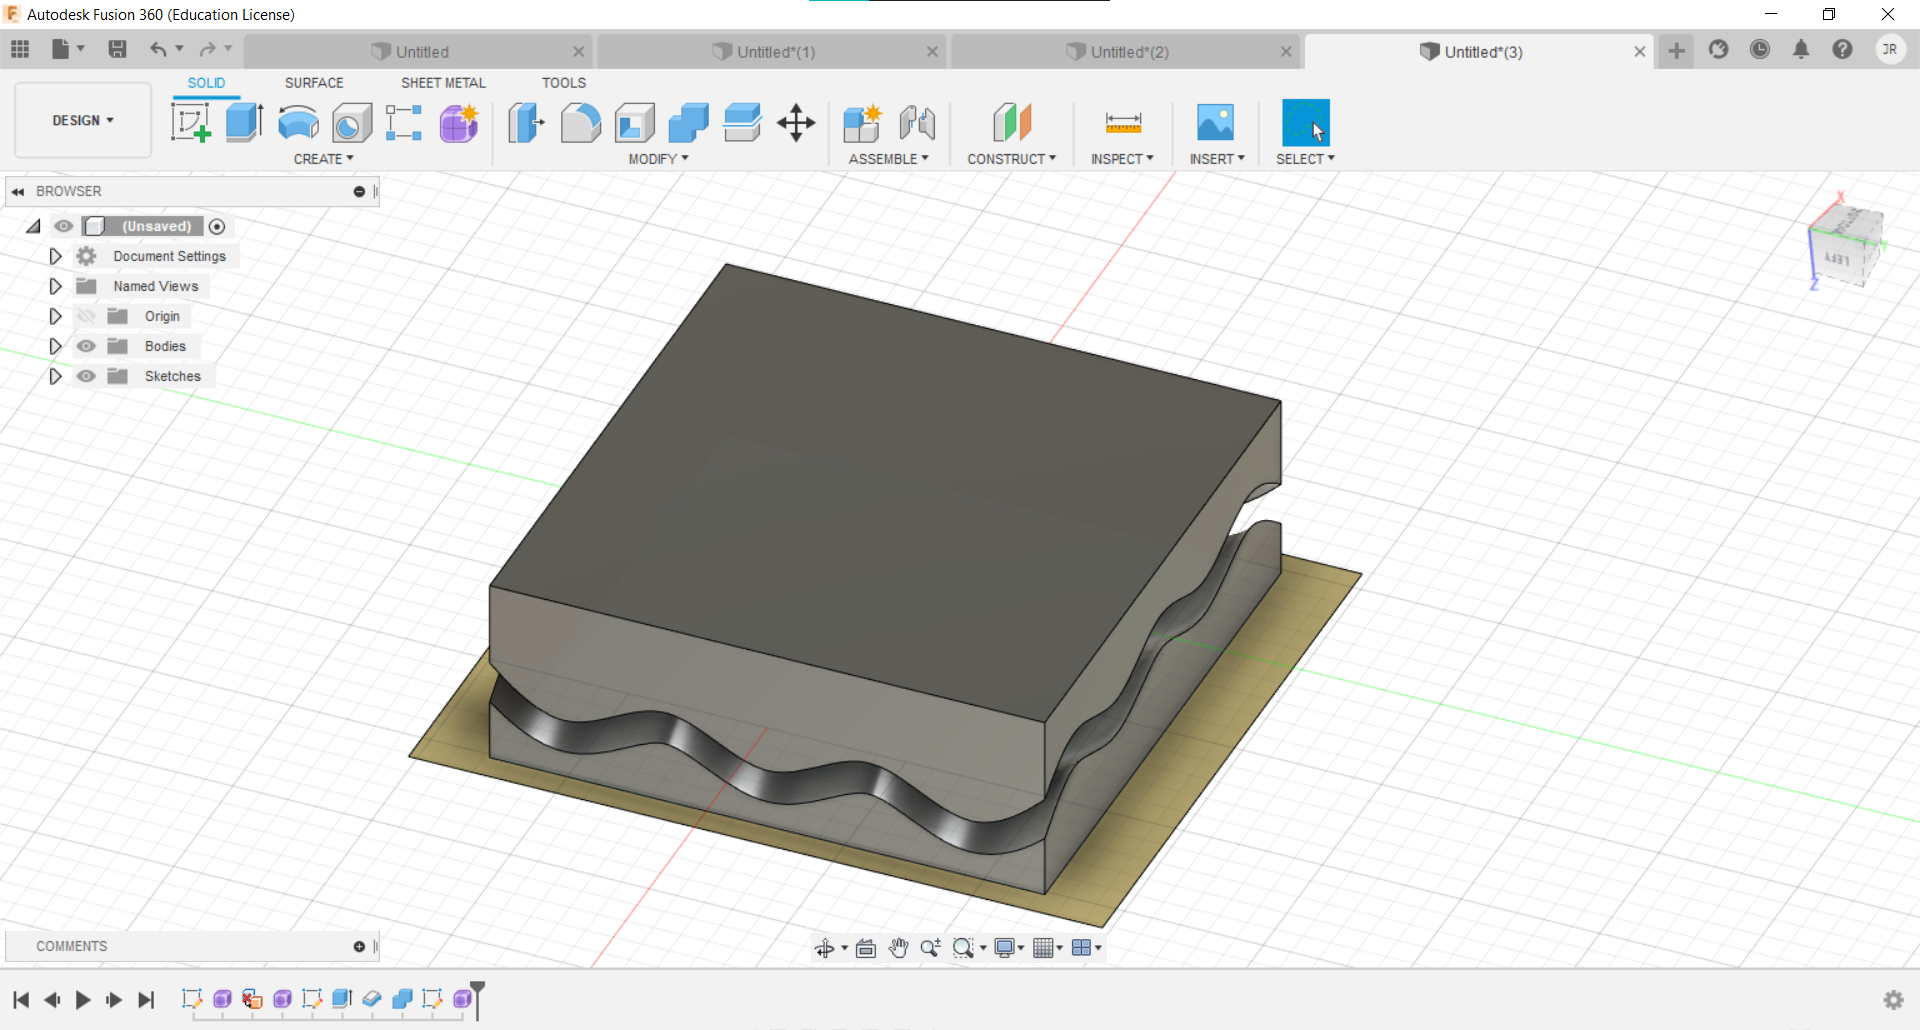 Autodesk Fusion 360 (Education License)
Untitled
Untitled*(1)
Untitled*(2)
Untitled*(3)
JR
SOLID
SURFACE
SHEET METAL
TOOLS
DESIGN
CREATE
MODIFY
ASSEMBLE
CONSTRUCT
INSPECT
INSERT
SELECT
BROWSER
(Unsaved)
Document Settings
Named Views
Origin
Bodies
Sketches
X
LEFT
Z
COMMENTS